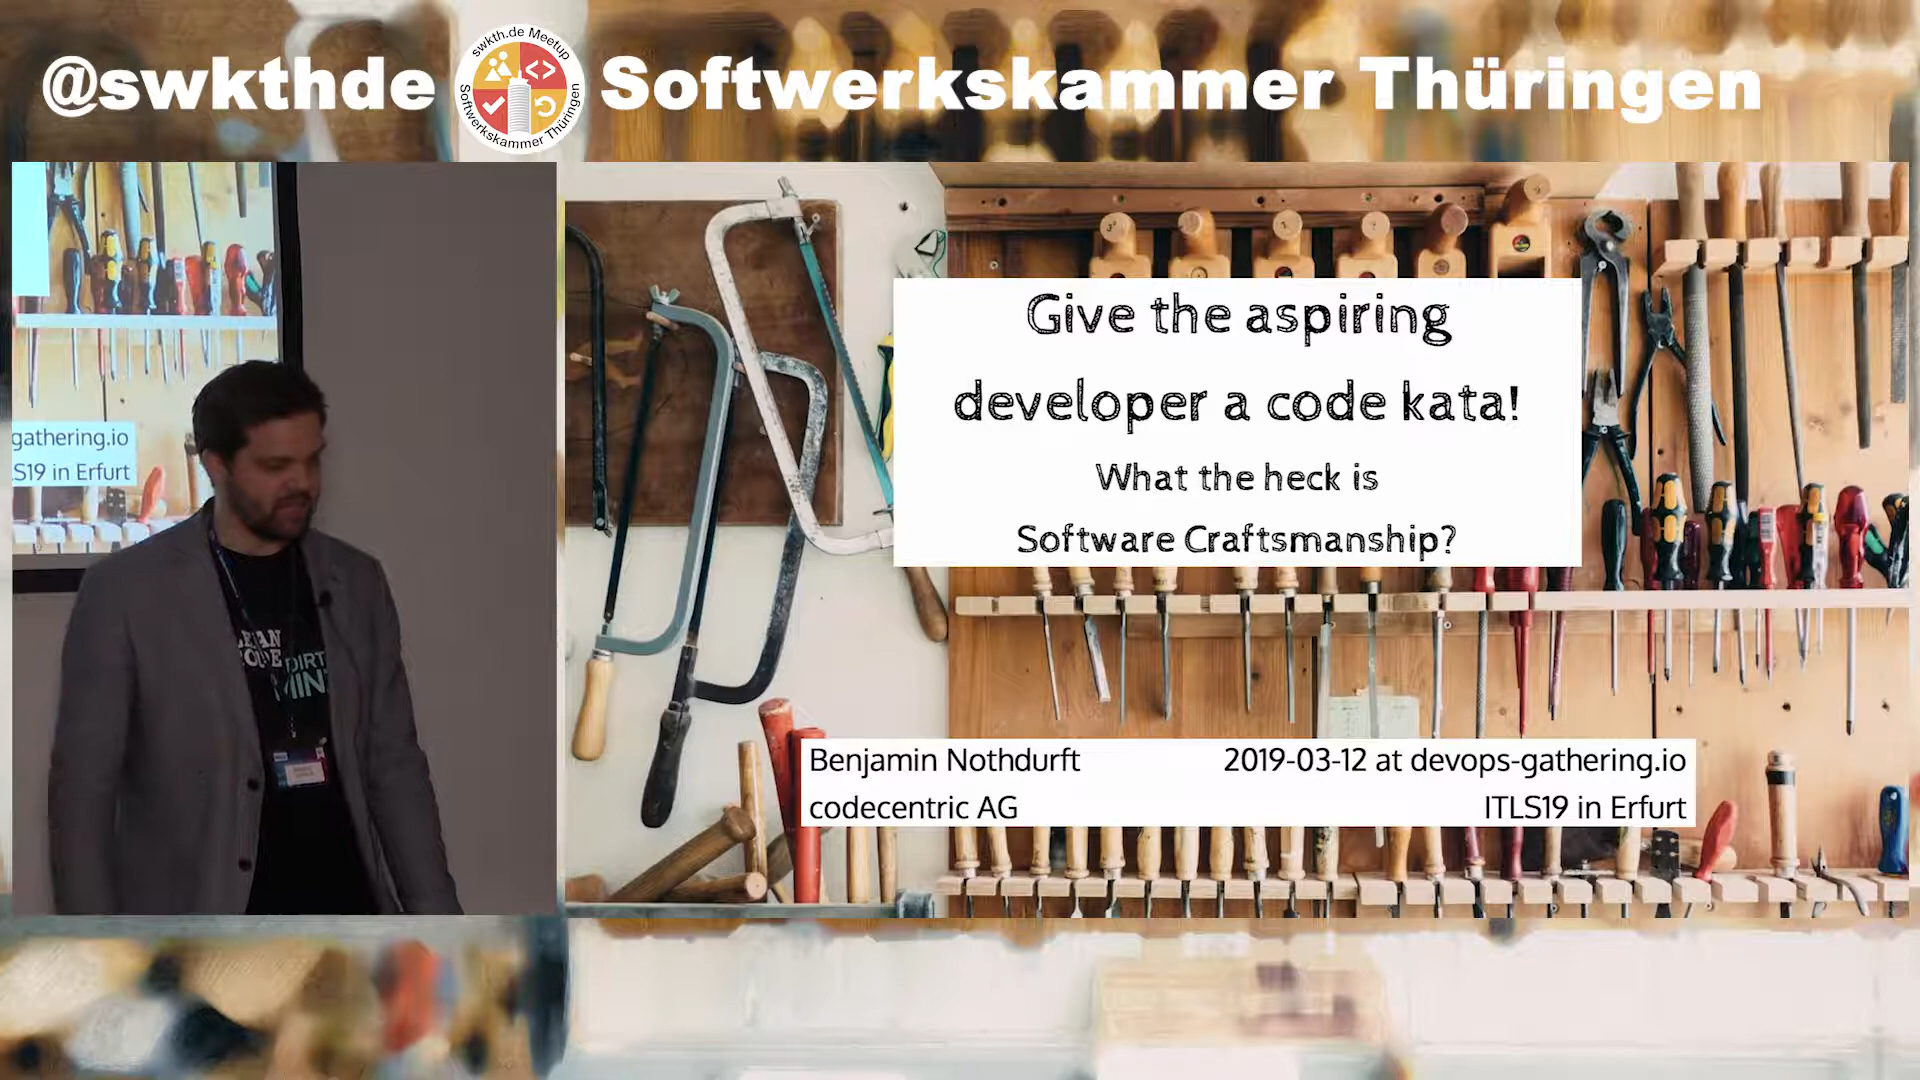 @swkthde
swkth.de Meetup
Softwerkskammer Thüringen
Softwerkskammer Thüringen
gathering.io
S19 in Erfurt
Give the aspiring
developer a code kata!
What the heck is
Software Craftsmanship?
Benjamin Nothdurft
2019-03-12 at devops-gathering.io
codecentric AG
ITLS19 in Erfurt
DIRT
MIN